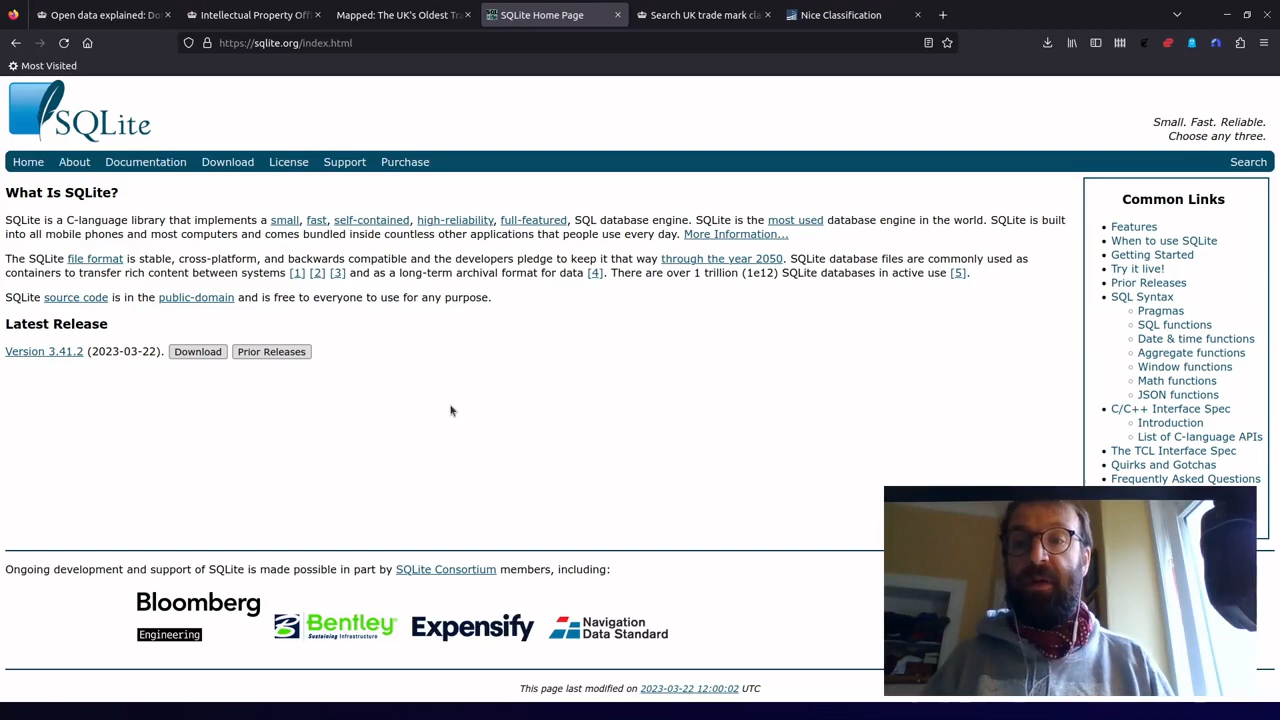 Open data explained: Do
Intellectual Property Offi
Mapped: The UK's Oldest Tra
SQLite Home Page
Search UK trade mark cla
Nice Classification
https://sqlite.org/index.html
Most Visited
SQLite
Small. Fast. Reliable.
Choose any three.
Home About Documentation Download License Support Purchase Search
What Is SQLite?
SQLite is a C-language library that implements a small, fast, self-contained, high-reliability, full-featured, SQL database engine. SQLite is the most used database engine in the world. SQLite is built
into all mobile phones and most computers and comes bundled inside countless other applications that people use every day. More Information...
The SQLite file format is stable, cross-platform, and backwards compatible and the developers pledge to keep it that way through the year 2050. SQLite database files are commonly used as
containers to transfer rich content between systems [1] [2] [3] and as a long-term archival format for data [4]. There are over 1 trillion (1e12) SQLite databases in active use [5].
SQLite source code is in the public-domain and is free to everyone to use for any purpose.
Latest Release
Version 3.41.2 (2023-03-22). Download Prior Releases
Common Links
Features
When to use SQLite
Getting Started
Try it live!
Prior Releases
SQL Syntax
Pragmas
SQL functions
Date & time functions
Aggregate functions
Window functions
Math functions
JSON functions
C/C++ Interface Spec
Introduction
List of C-language APIs
The TCL Interface Spec
Quirks and Gotchas
Frequently Asked Questions
Ongoing development and support of SQLite is made possible in part by SQLite Consortium members, including:
Bloomberg
Engineering
Bentley
Sustaining Infrastructure
Expensify
Navigation
Data Standard
This page last modified on 2023-03-22 12:00:02 UTC